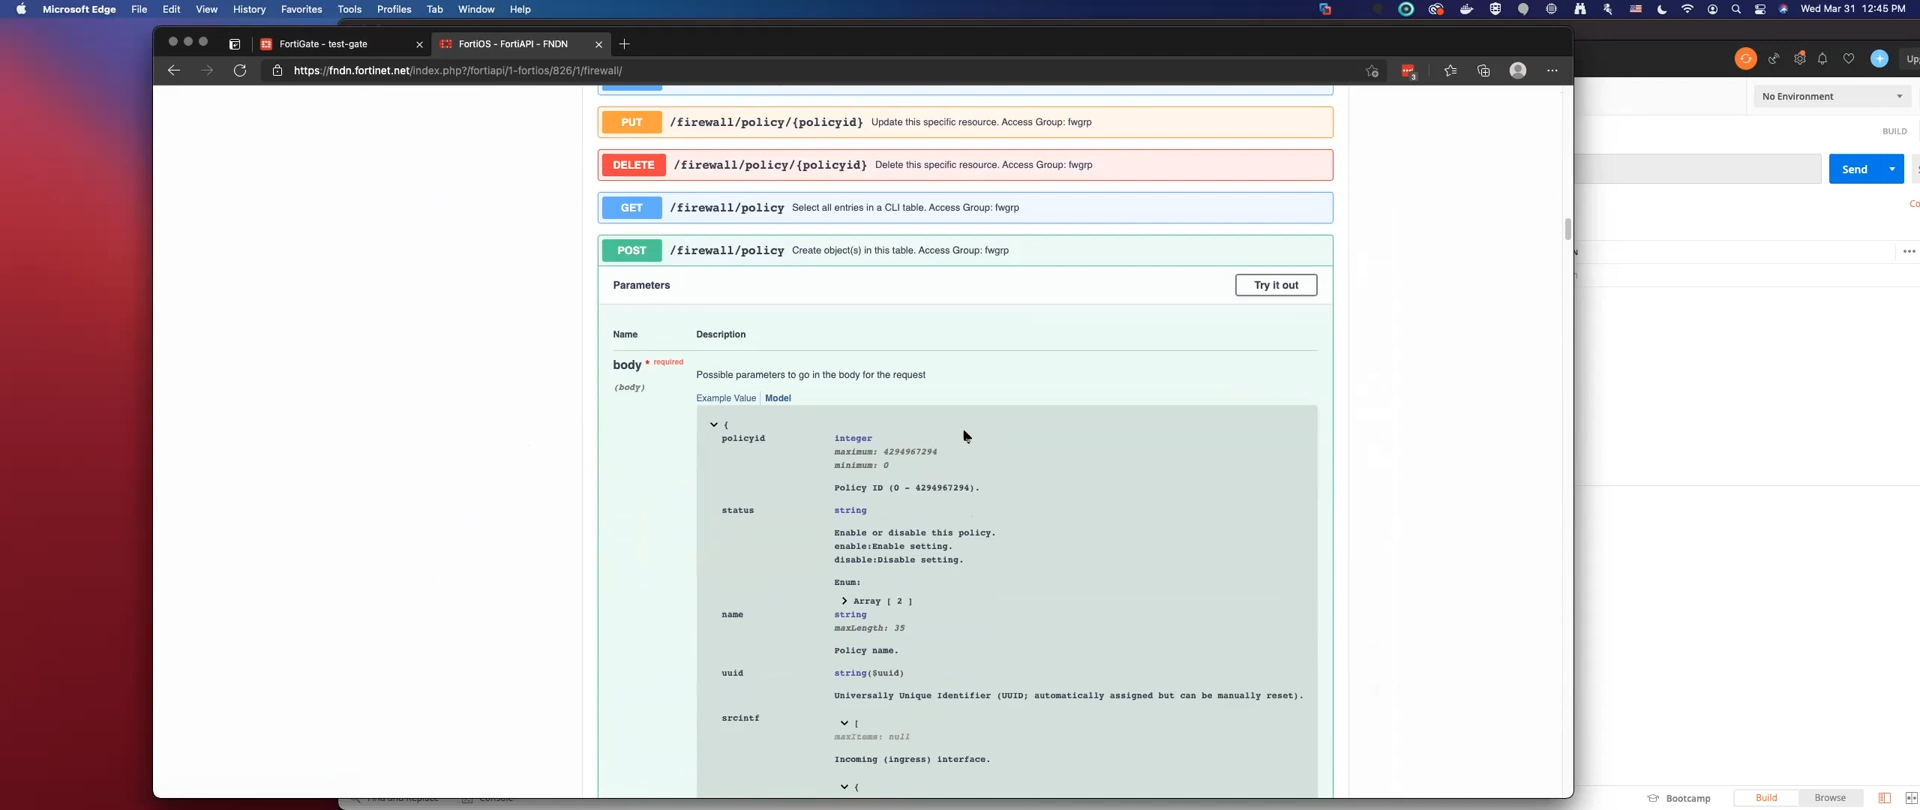 Microsoft Edge File Edit View History Favorites Tools Profiles Tab Window Help Wed Mar 31 12:45 PM
FortiGate - test-gate FortiOS - FortiAPI - FNDN
https://fndn.fortinet.net/index.php?/fortiapi/1-fortios/826/1/firewall/
3
No Environment
BUILD
Send
PUT /firewall/policy/{policyid} Update this specific resource. Access Group: fwgrp
DELETE /firewall/policy/{policyid} Delete this specific resource. Access Group: fwgrp
GET /firewall/policy Select all entries in a CLI table. Access Group: fwgrp
POST /firewall/policy Create object(s) in this table. Access Group: fwgrp
Parameters Try it out
Name Description
body * required
(body)
Possible parameters to go in the body for the request
Example Value Model
{
policyid integer
maximum: 4294967294
minimum: 0
Policy ID (0 - 4294967294).
status string
Enable or disable this policy.
enable:Enable setting.
disable:Disable setting.
Enum:
Array [ 2 ]
name string
maxLength: 35
Policy name.
uuid string($uuid)
Universally Unique Identifier (UUID; automatically assigned but can be manually reset).
srcintf [
maxItems: null
Incoming (ingress) interface.
{
Bootcamp Build Browse